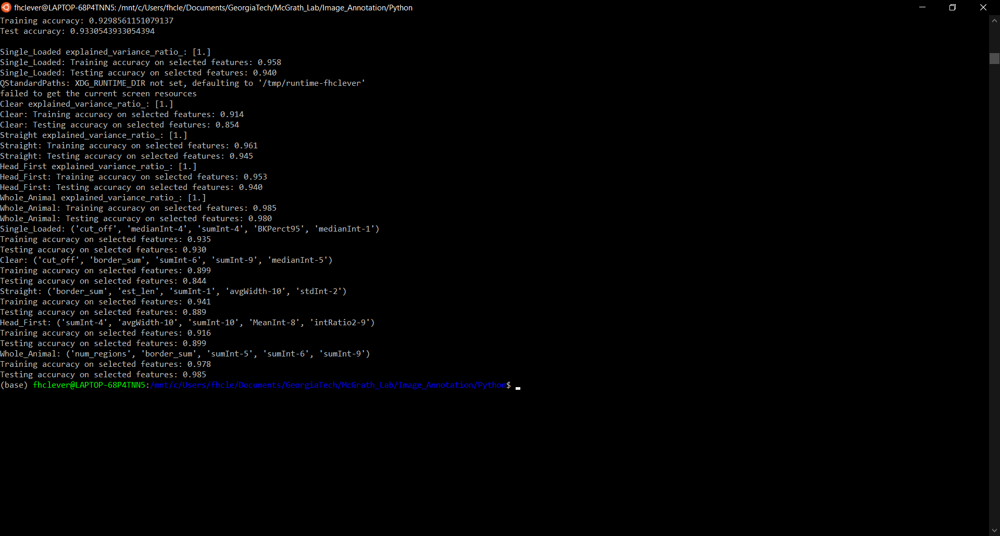 fhclever@LAPTOP-68P4TNN5: /mnt/c/Users/fhcle/Documents/GeorgiaTech/McGrath_Lab/Image_Annotation/Python
Training accuracy: 0.9298561151079137
Test accuracy: 0.9330543933054394
Single_Loaded explained_variance_ratio_: [1.]
Single_Loaded: Training accuracy on selected features: 0.958
Single_Loaded: Testing accuracy on selected features: 0.940
QStandardPaths: XDG_RUNTIME_DIR not set, defaulting to '/tmp/runtime-fhclever'
failed to get the current screen resources
Clear explained_variance_ratio_: [1.]
Clear: Training accuracy on selected features: 0.914
Clear: Testing accuracy on selected features: 0.854
Straight explained_variance_ratio_: [1.]
Straight: Training accuracy on selected features: 0.961
Straight: Testing accuracy on selected features: 0.945
Head_First explained_variance_ratio_: [1.]
Head_First: Training accuracy on selected features: 0.953
Head_First: Testing accuracy on selected features: 0.940
Whole_Animal explained_variance_ratio_: [1.]
Whole_Animal: Training accuracy on selected features: 0.985
Whole_Animal: Testing accuracy on selected features: 0.980
Single_Loaded: ('cut_off', 'medianInt-4', 'sumInt-4', 'BKPerct95', 'medianInt-1')
Training accuracy on selected features: 0.935
Testing accuracy on selected features: 0.930
Clear: ('cut_off', 'border_sum', 'sumInt-6', 'sumInt-9', 'medianInt-5')
Training accuracy on selected features: 0.899
Testing accuracy on selected features: 0.844
Straight: ('border_sum', 'est_len', 'sumInt-1', 'avgWidth-10', 'stdInt-2')
Training accuracy on selected features: 0.941
Testing accuracy on selected features: 0.889
Head_First: ('sumInt-4', 'avgWidth-10', 'sumInt-10', 'MeanInt-8', 'intRatio2-9')
Training accuracy on selected features: 0.916
Testing accuracy on selected features: 0.899
Whole_Animal: ('num_regions', 'border_sum', 'sumInt-5', 'sumInt-6', 'sumInt-9')
Training accuracy on selected features: 0.978
Testing accuracy on selected features: 0.985
(base) fhclever@LAPTOP-68P4TNN5:/mnt/c/Users/fhcle/Documents/GeorgiaTech/McGrath_Lab/Image_Annotation/Python$